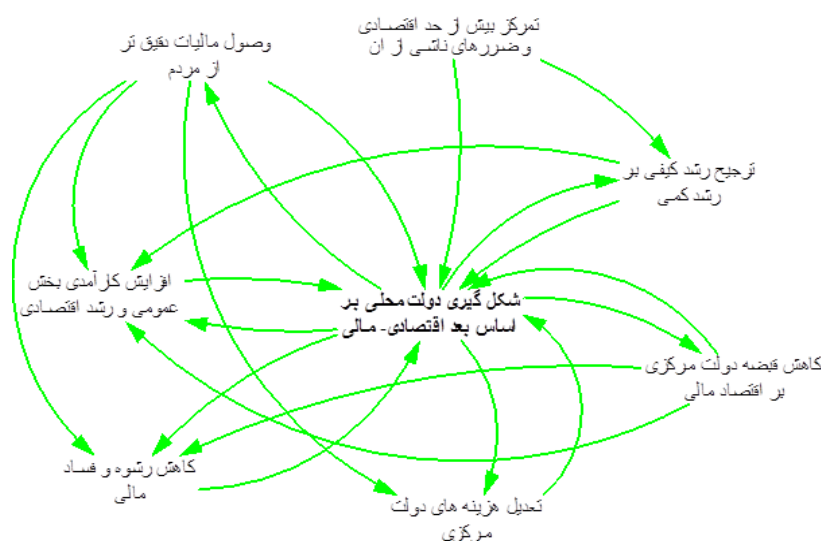 تمرکز بیش از حد اقتصادی
و ضررهای ناشی از ان
وصول مالیات دقیق تر
از مردم
ترجیح رشد کیفی بر
رشد کمی
افزایش کارآمدی بخش
عمومی و رشد اقتصادی
شکل گیری دولت محلی بر
اساس بعد اقتصادی- مالی
کاهش قبضه دولت مرکزی
بر اقتصاد مالی
کاهش رشوه و فساد
مالی
تعدیل هزینه های دولت
مرکزی